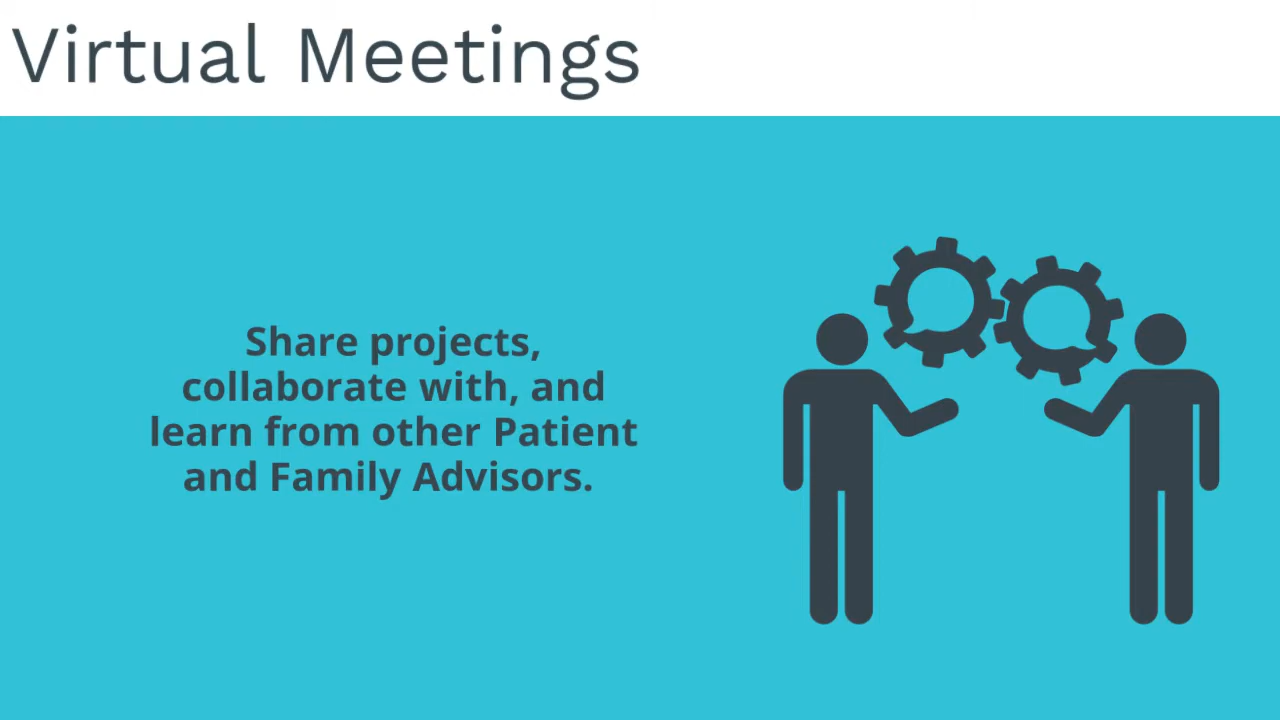 Virtual Meetings
Share projects,
collaborate with, and
learn from other Patient
and Family Advisors.